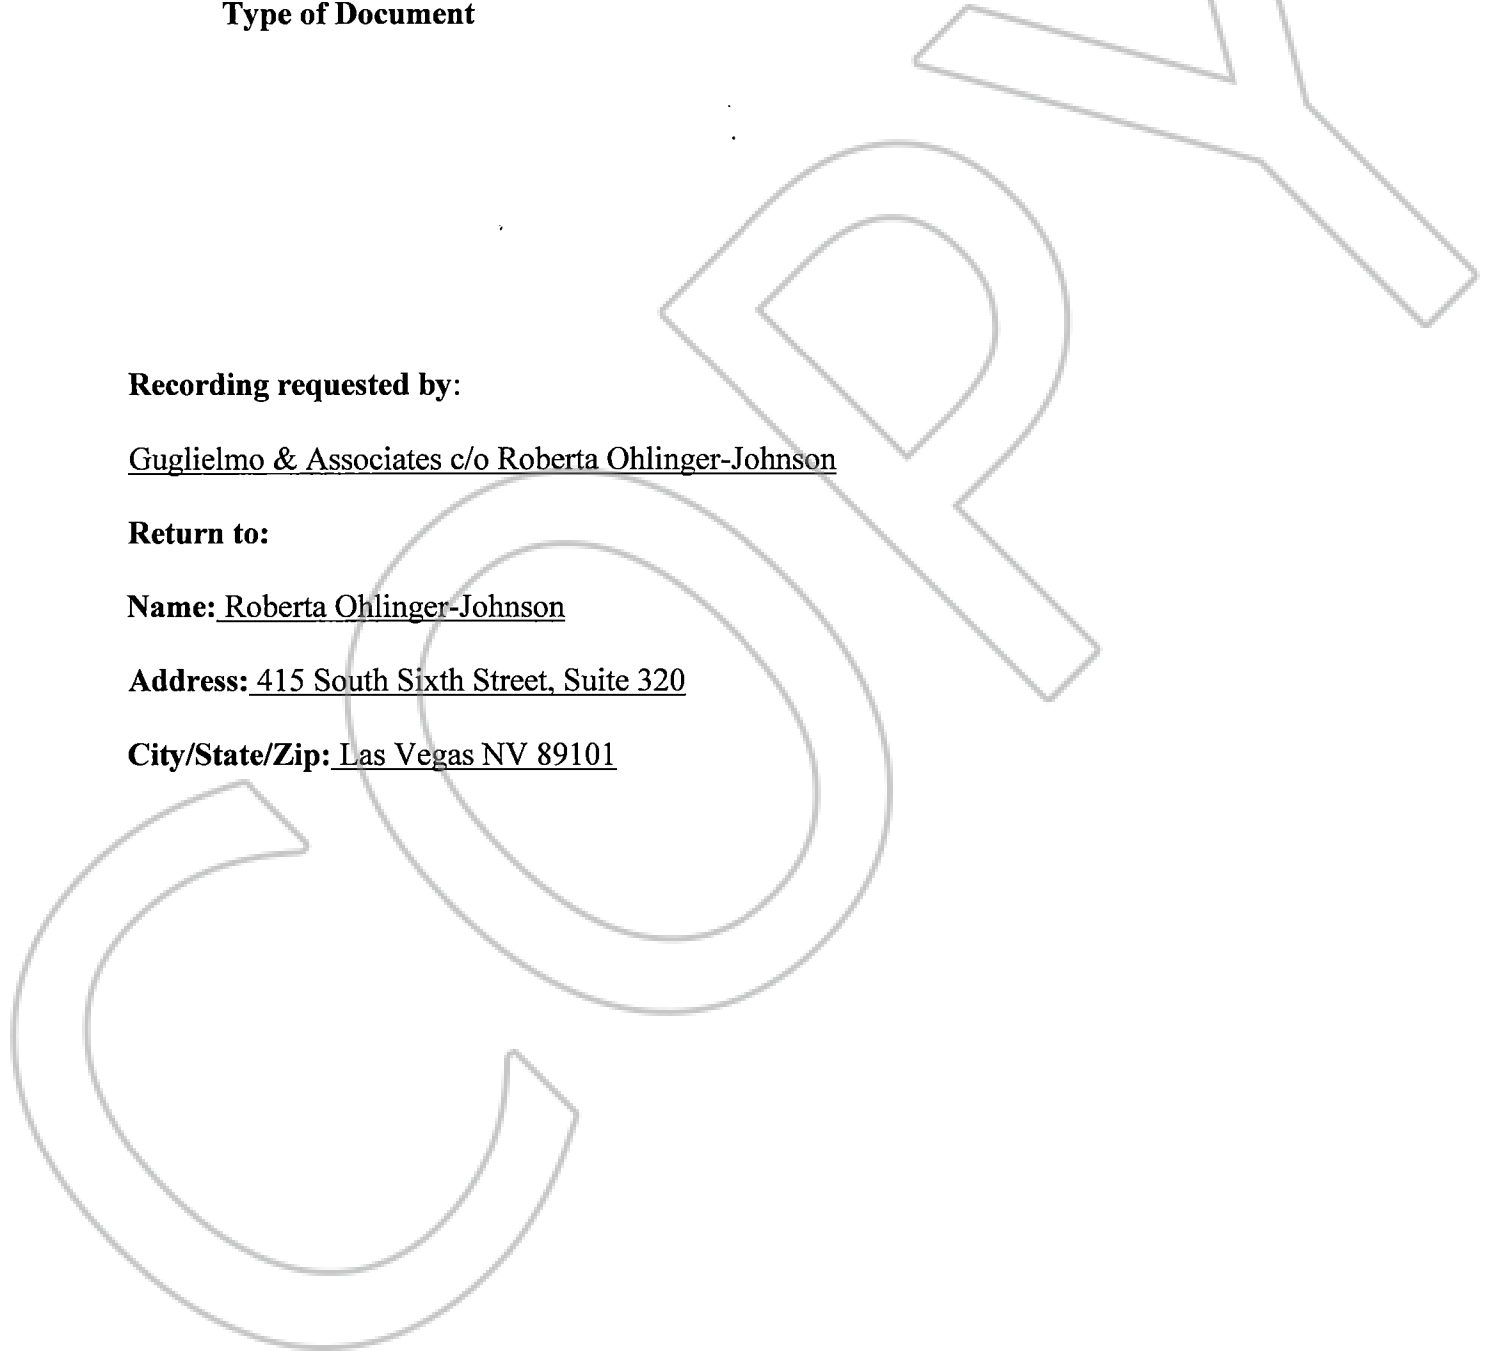 Type of Document
Recording requested by:
Guglielmo & Associates c/o Roberta Ohlinger-Johnson
Return to:
Name: Roberta Ohlinger-Johnson
Address: 415 South Sixth Street, Suite 320
City/State/Zip: Las Vegas NV 89101
COPY